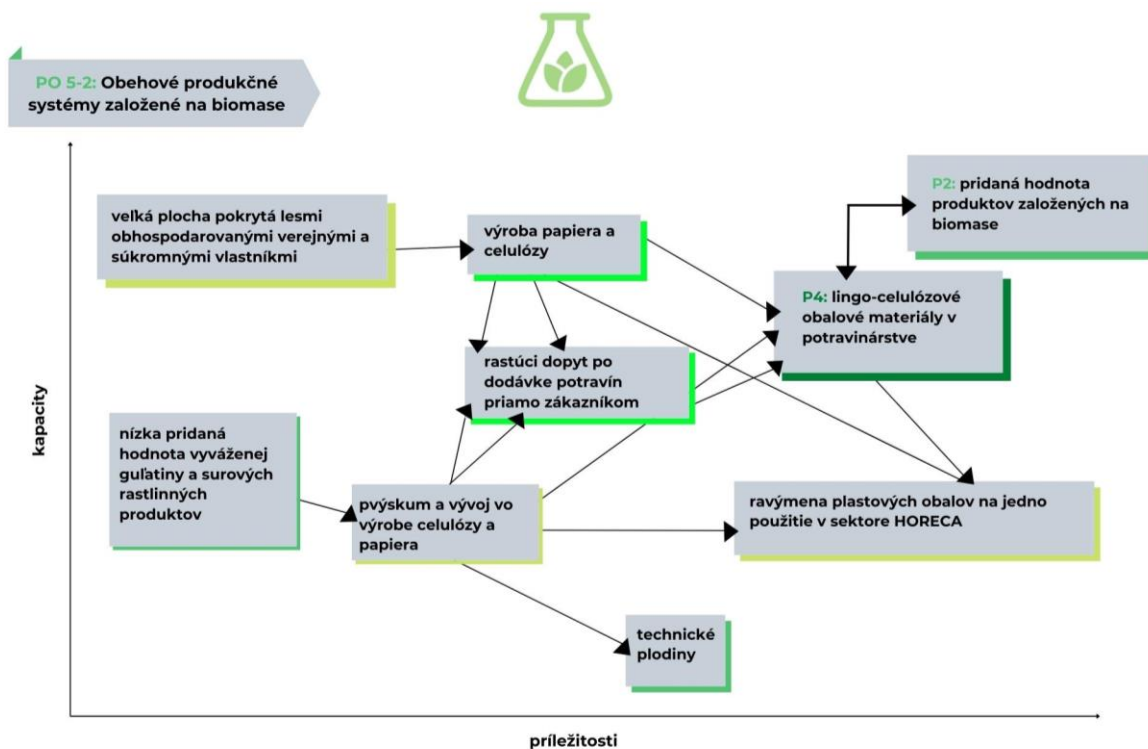 PO 5-2: Obehové produkčné
systémy založené na biomase
P2: pridaná hodnota
produktov založených na
biomase
veľká plocha pokrytá lesmi
obhospodarovanými verejnými a
súkromnými vlastníkmi
výroba papiera a
celulózy
P4: lingo-celulózové
obalové materiály v
potravinárstve
rastúci dopyt po
dodávke potravín
priamo zákazníkom
kapacity
nízka pridaná
hodnota vyváženej
guľatiny a surových
rastlinných
produktov
pvýskum a vývoj vo
výrobe celulózy a
papiera
ravýmena plastových obalov na jedno
použitie v sektore HORECA
technické
plodiny
príležitosti